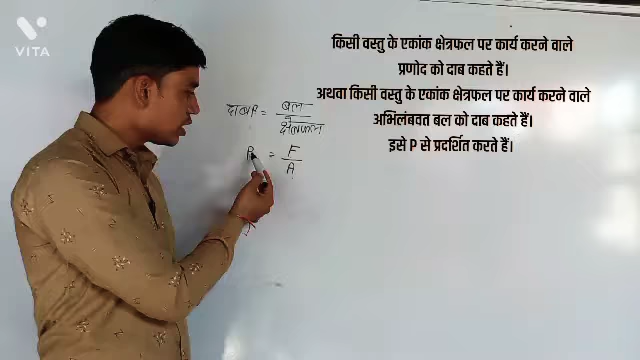 VITA
किसी वस्तु के एकांक क्षेत्रफल पर कार्य करने वाले
प्रणोद को दाब कहते हैं।
अथवा किसी वस्तु के एकांक क्षेत्रफल पर कार्य करने वाले
अभिलंबवत बल को दाब कहते हैं।
इसे P से प्रदर्शित करते हैं।
दाब P = बल
क्षेत्रफल
P = F
A